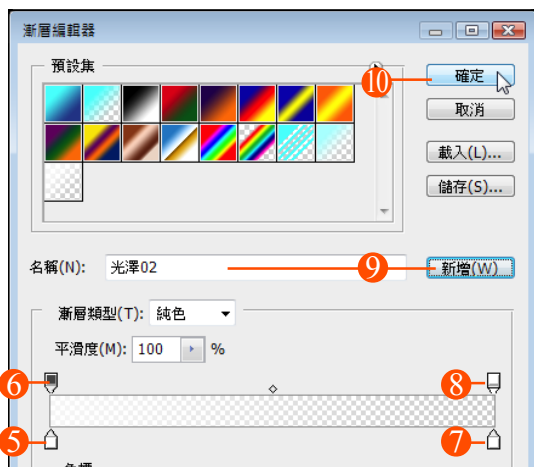 漸層編輯器
預設集
10
確定
取消
載入(L)...
儲存(S)...
名稱(N): 光澤02
9
新增(W)
漸層類型(T): 純色
平滑度(M): 100 %
6
8
5
7
色標